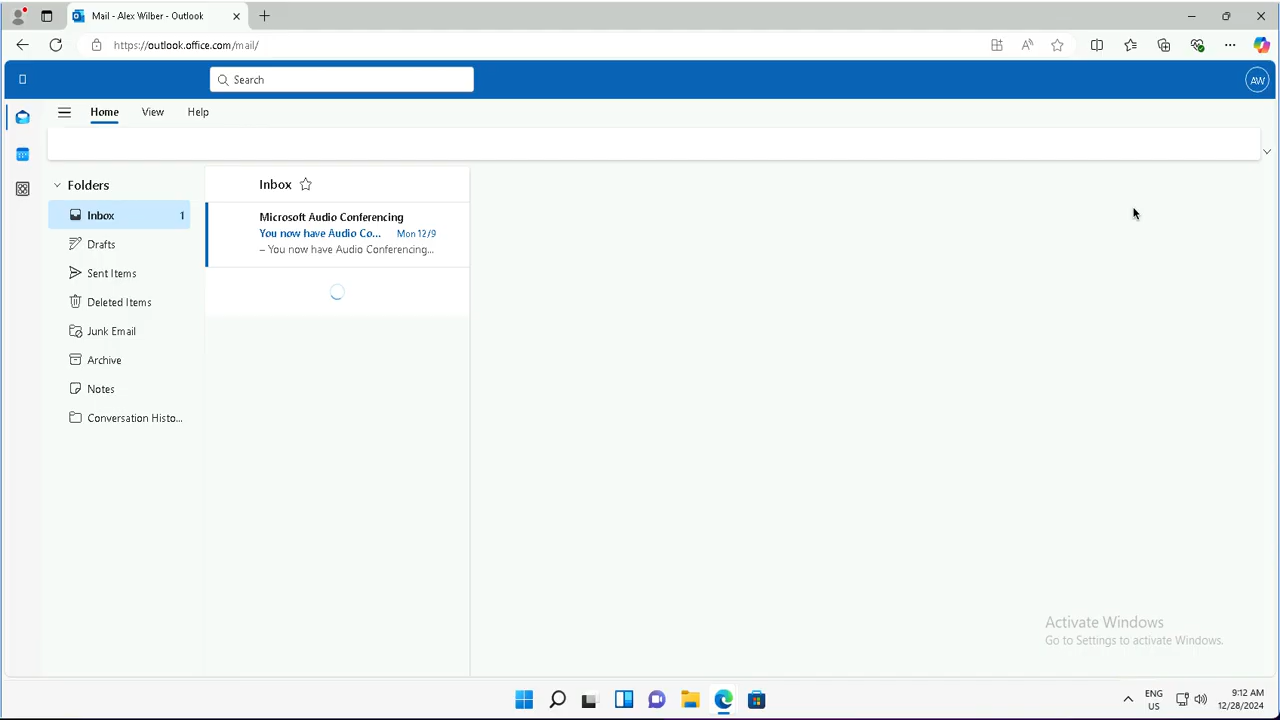 Mail - Alex Wilber - Outlook
https://outlook.office.com/mail/
Search
AW
Home View Help
Folders
Inbox 1
Drafts
Sent Items
Deleted Items
Junk Email
Archive
Notes
Conversation Histo...
Inbox
Microsoft Audio Conferencing
You now have Audio Co... Mon 12/9
– You now have Audio Conferencing...
Activate Windows
Go to Settings to activate Windows.
ENG
US
9:12 AM
12/28/2024